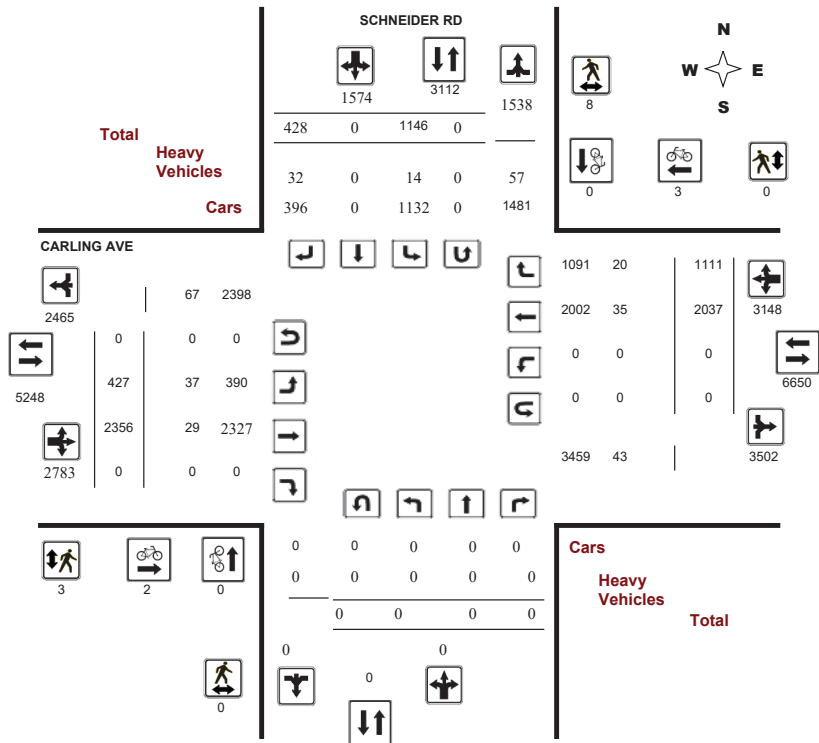 SCHNEIDER RD
N
W E
S
1574
3112
1538
8
428 0 1146 0
Total
Heavy
Vehicles
32 0 14 0 57
0 3 0
Cars
396 0 1132 0 1481
CARLING AVE
1091 20 1111
67 2398
2465
2002 35 2037 3148
0 0 0
0 0 0
5248
427 37 390
6650
0 0 0
2356 29 2327
2783
0 0 0
3459 43 3502
0 0 0 0 0
Cars
0 0 0 0 0
Heavy
Vehicles
3 2 0
0 0 0 0
Total
0 0
0
0